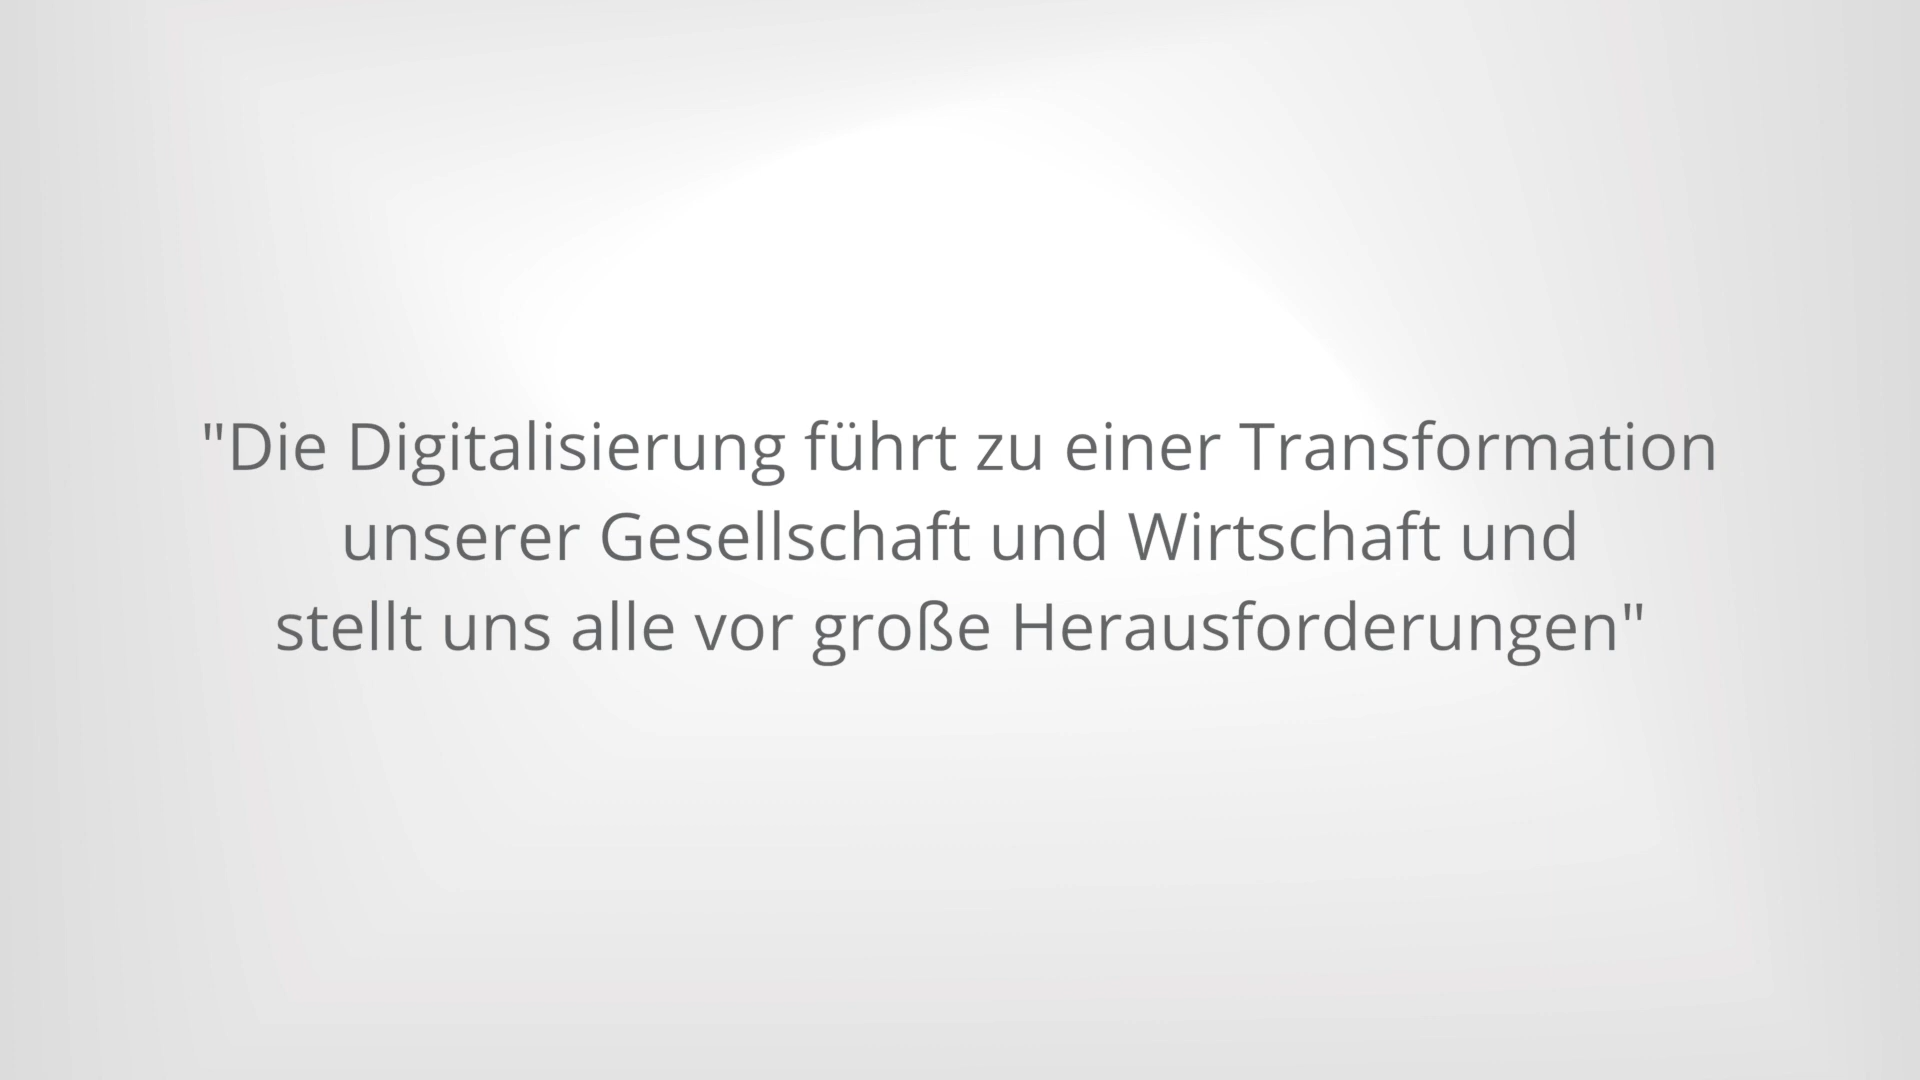 "Die Digitalisierung führt zu einer Transformation
unserer Gesellschaft und Wirtschaft und
stellt uns alle vor große Herausforderungen"